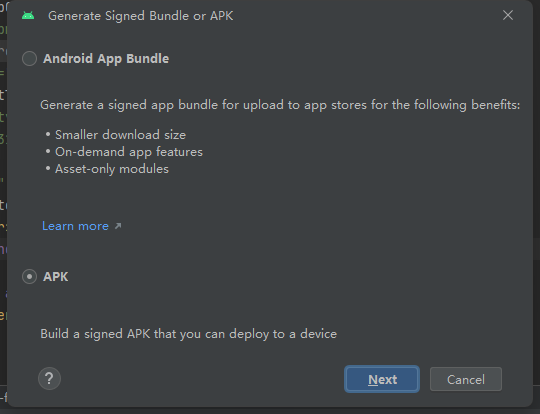 Generate Signed Bundle or APK
Android App Bundle
Generate a signed app bundle for upload to app stores for the following benefits:
• Smaller download size
• On-demand app features
• Asset-only modules
Learn more ↗
APK
Build a signed APK that you can deploy to a device
?
Next
Cancel